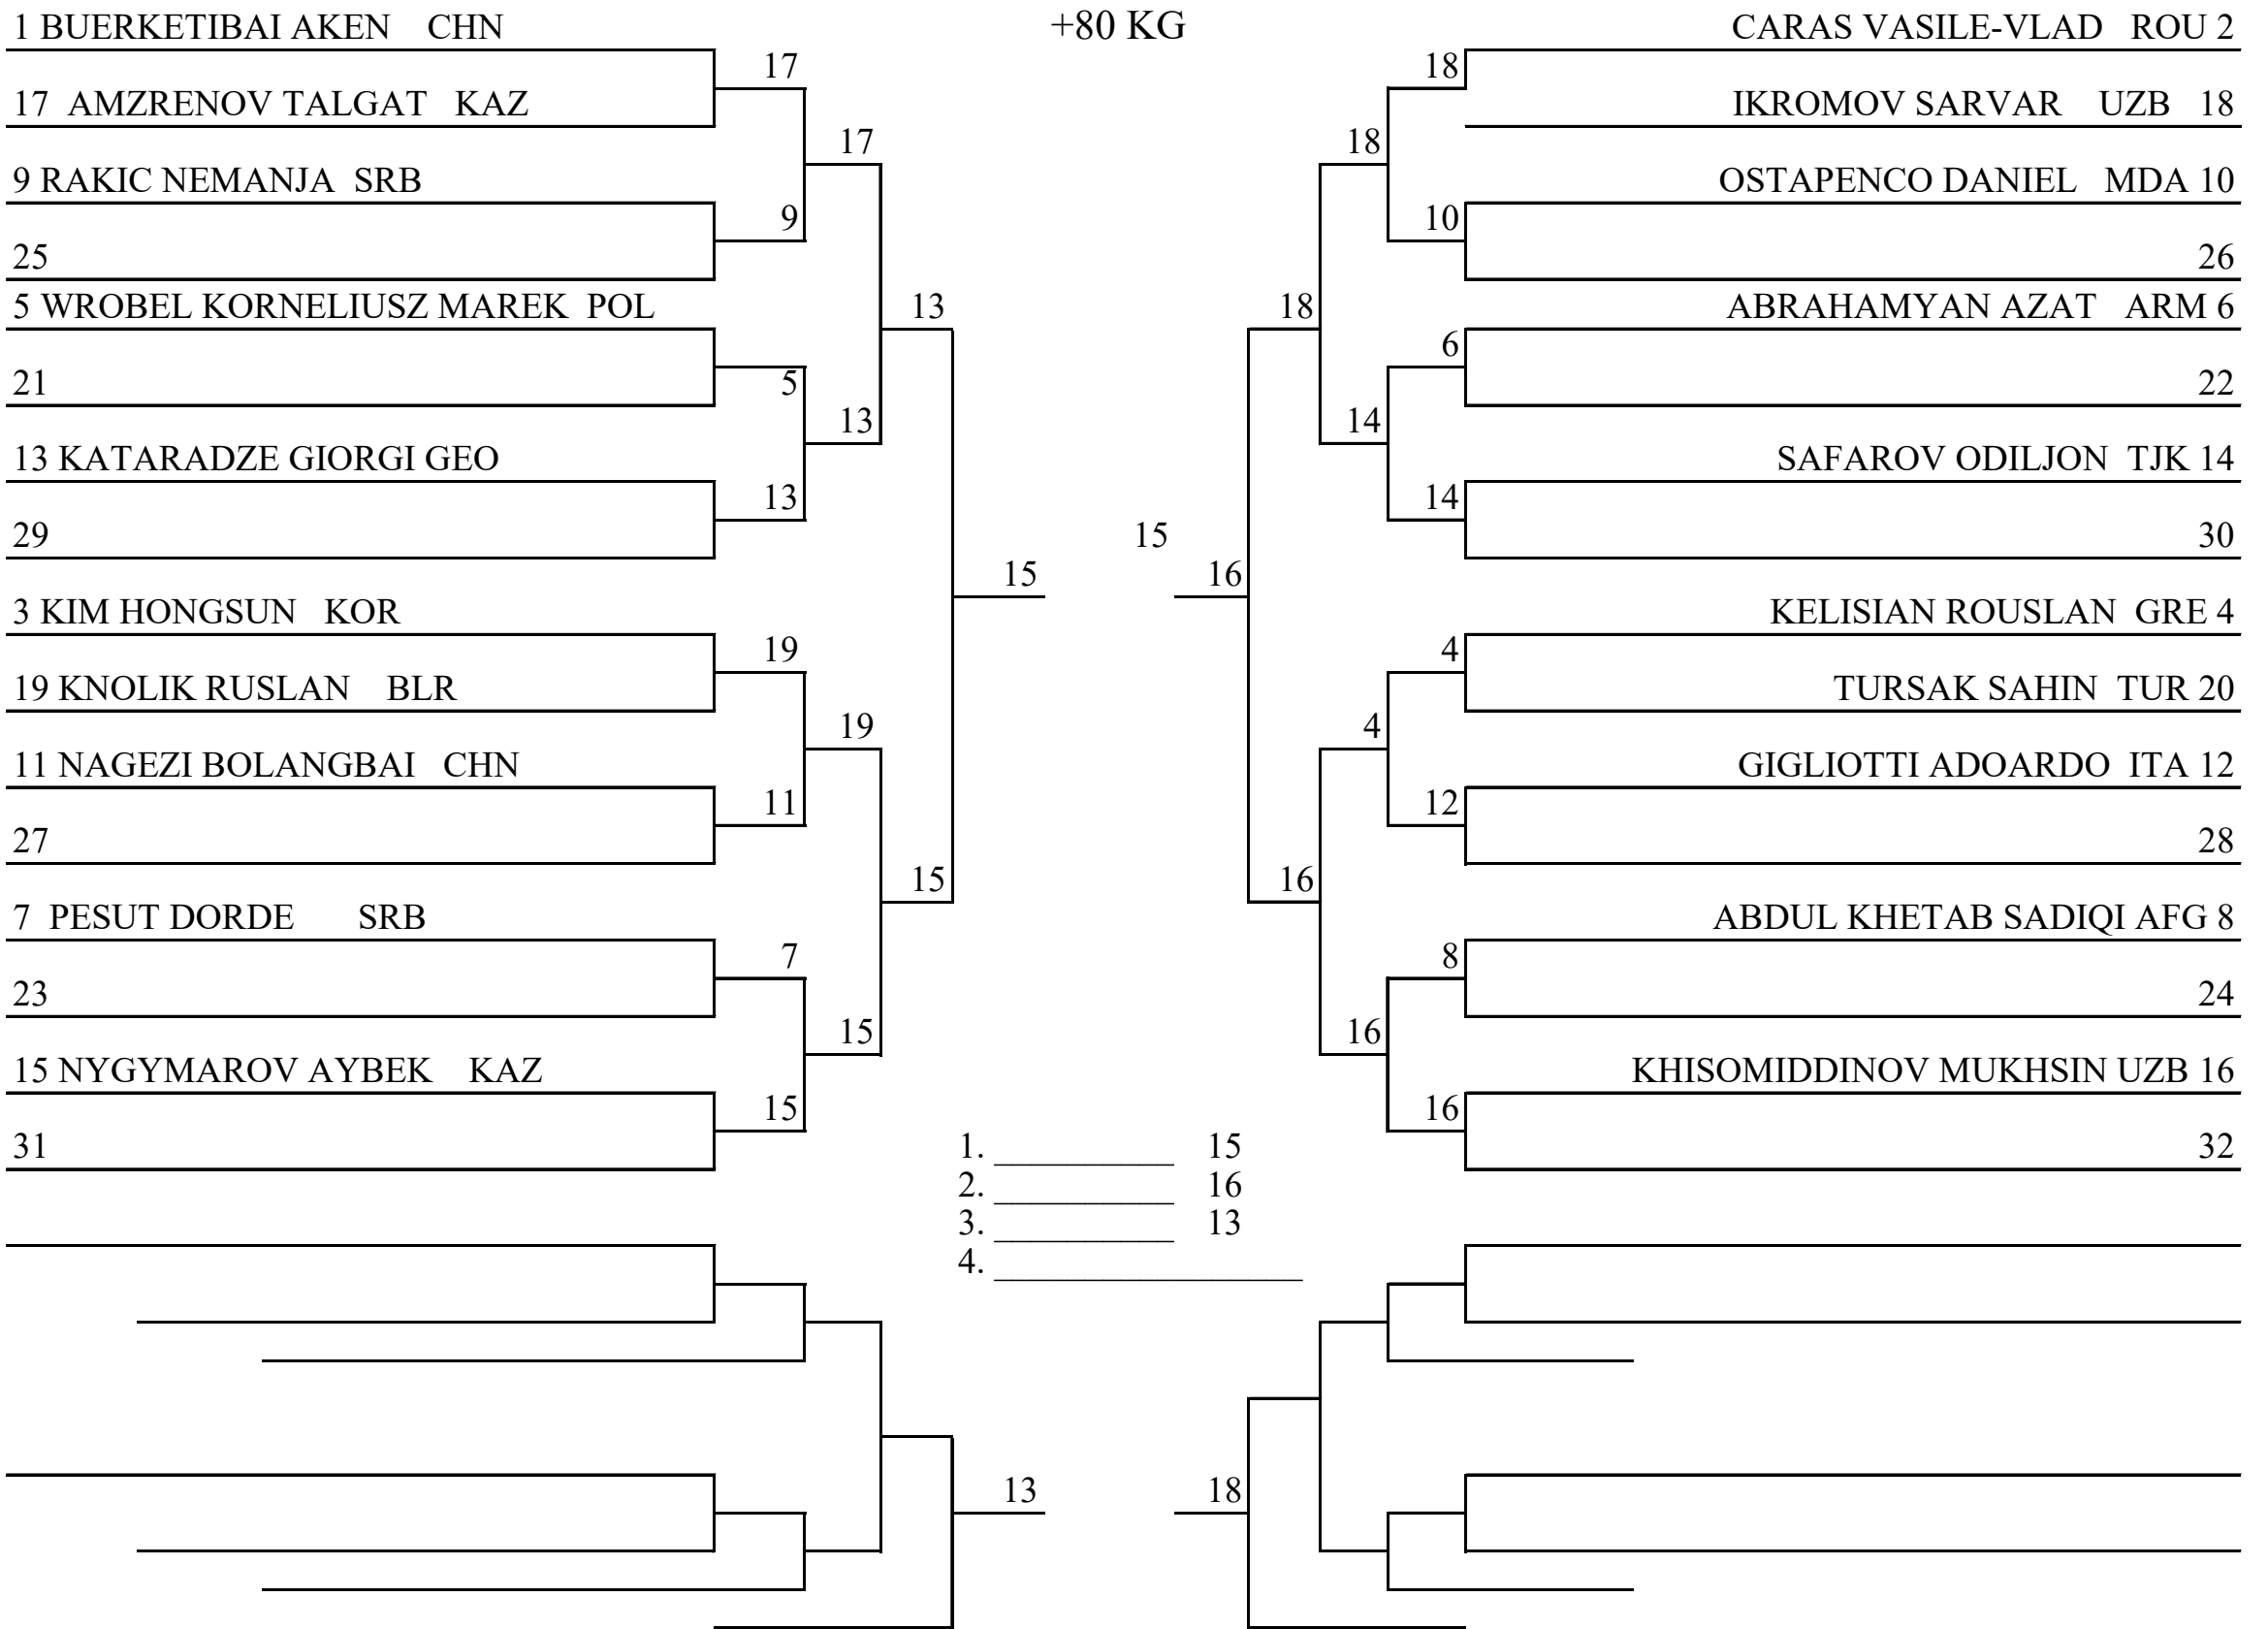 +80 KG
1 BUERKETIBAI AKEN CHN
17
17 AMZRENOV TALGAT KAZ
17
9 RAKIC NEMANJA SRB
9
25
5 WROBEL KORNELIUSZ MAREK POL
13
21
5
13
13 KATARADZE GIORGI GEO
13
29
15
3 KIM HONGSUN KOR
19
19 KNOLIK RUSLAN BLR
19
11 NAGEZI BOLANGBAI CHN
11
27
15
7 PESUT DORDE SRB
7
23
15
15 NYGYMAROV AYBEK KAZ
15
31
15
CARAS VASILE-VLAD ROU 2
18
IKROMOV SARVAR UZB 18
18
OSTAPENCO DANIEL MDA 10
10
26
ABRAHAMYAN AZAT ARM 6
18
6
22
14
SAFAROV ODILJON TJK 14
14
30
16
KELISIAN ROUSLAN GRE 4
4
TURSAK SAHIN TUR 20
4
GIGLIOTTI ADOARDO ITA 12
12
28
16
ABDUL KHETAB SADIQI AFG 8
8
24
16
KHISOMIDDINOV MUKHSIN UZB 16
16
32
1. __________ 15
2. __________ 16
3. __________ 13
4. _________________
13
18